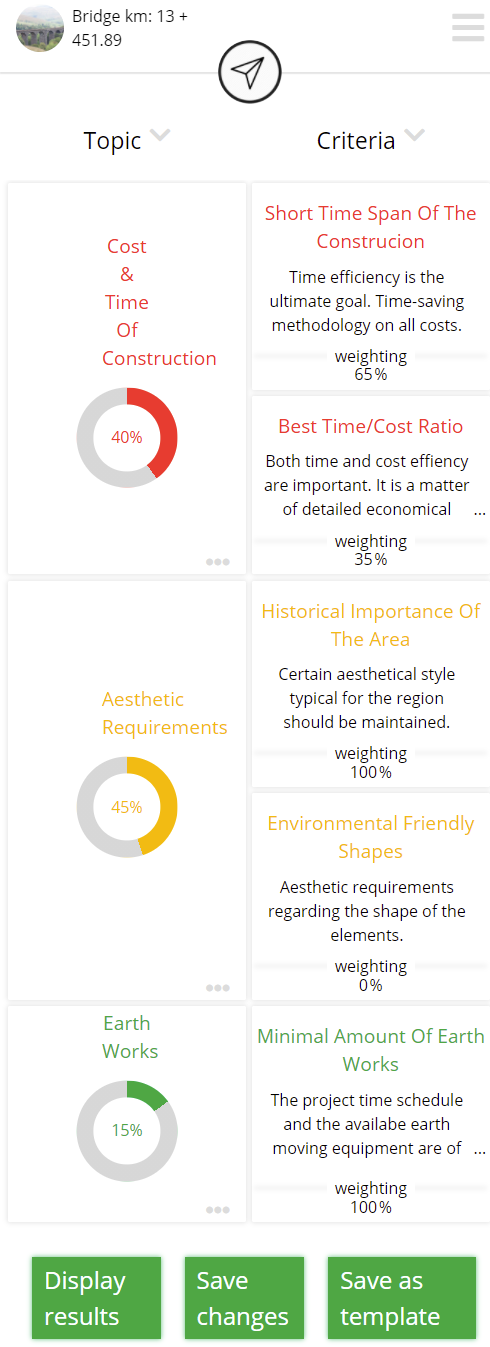 Bridge km: 13 +
451.89
Topic
Criteria
Cost
&
Time
Of
Construction
40%
Short Time Span Of The
Construcion
Time efficiency is the
ultimate goal. Time-saving
methodology on all costs.
weighting
65%
Best Time/Cost Ratio
Both time and cost effiency
are important. It is a matter
of detailed economical ...
weighting
35%
Aesthetic
Requirements
45%
Historical Importance Of
The Area
Certain aesthetical style
typical for the region
should be maintained.
weighting
100%
Environmental Friendly
Shapes
Aesthetic requirements
regarding the shape of the
elements.
weighting
0%
Earth
Works
15%
Minimal Amount Of Earth
Works
The project time schedule
and the availabe earth
moving equipment are of ...
weighting
100%
Display
results
Save
changes
Save as
template